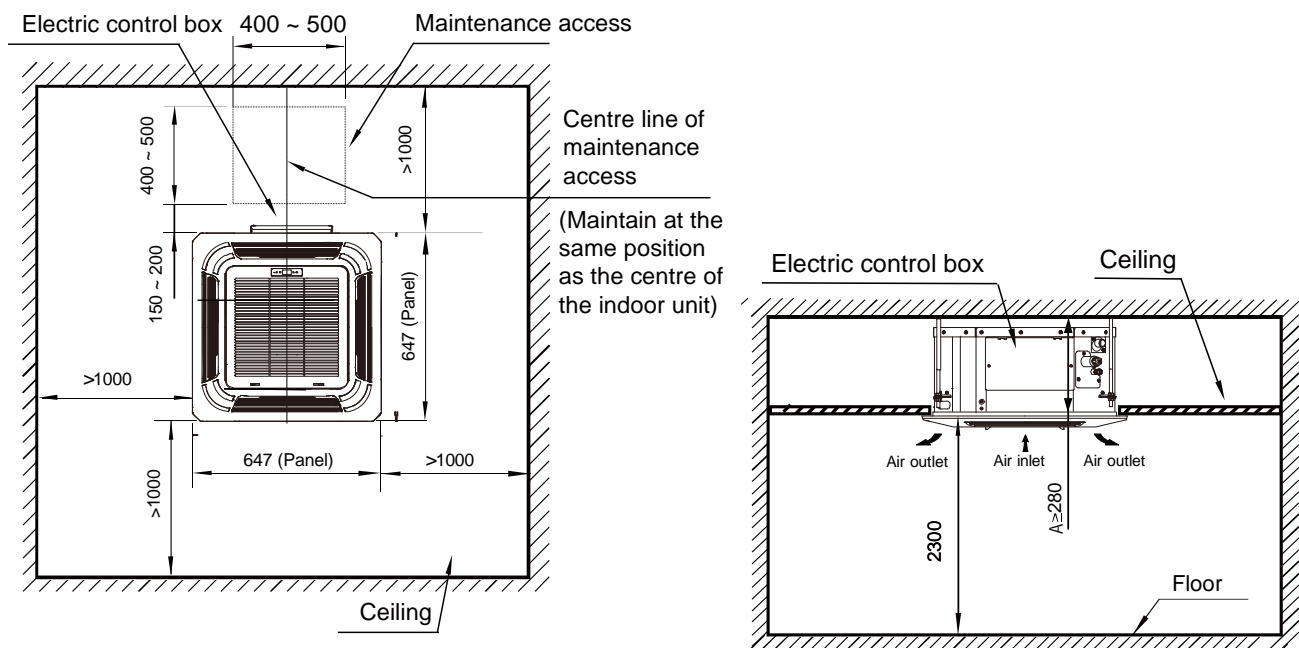 Electric control box
400 ~ 500
Maintenance access
400 ~ 500
>1000
Centre line of
maintenance
access
(Maintain at the
same position
as the centre of
the indoor unit)
150 ~ 200
647 (Panel)
>1000
647 (Panel)
>1000
>1000
Ceiling
Electric control box
Ceiling
Air outlet
Air inlet
Air outlet
A≥280
2300
Floor